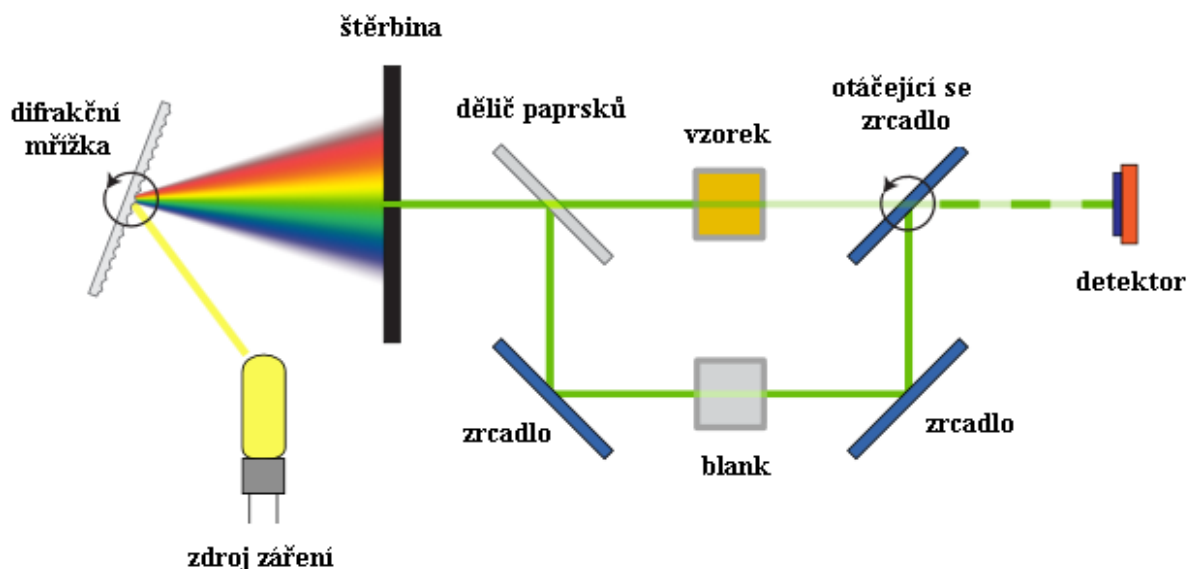 štěrbina
difrakční
mřížka
dělič paprsků
vzorek
otáčející se
zrcadlo
detektor
zrcadlo
blank
zrcadlo
zdroj záření